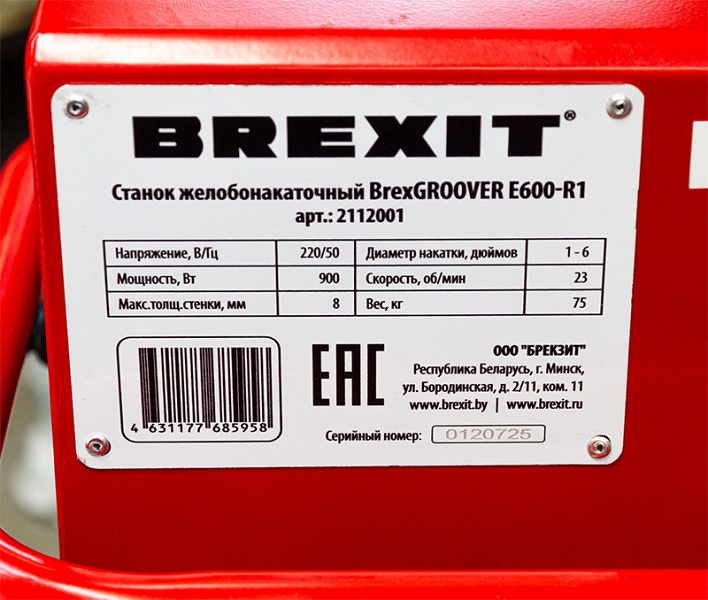 BREXIT®
Станок желобонакаточный BrexGROOVER E600-R1
арт.: 2112001
Напряжение, В/Гц 220/50 Диаметр накатки, дюймов 1 - 6
Мощность, Вт 900 Скорость, об/мин 23
Макс.толщ.стенки, мм 8 Вес, кг 75
EAC
ООО "БРЕКЗИТ"
Республика Беларусь, г. Минск,
ул. Бородинская, д. 2/11, ком. 11
www.brexit.by | www.brexit.ru
4 631177 685958
Серийный номер: 0120725